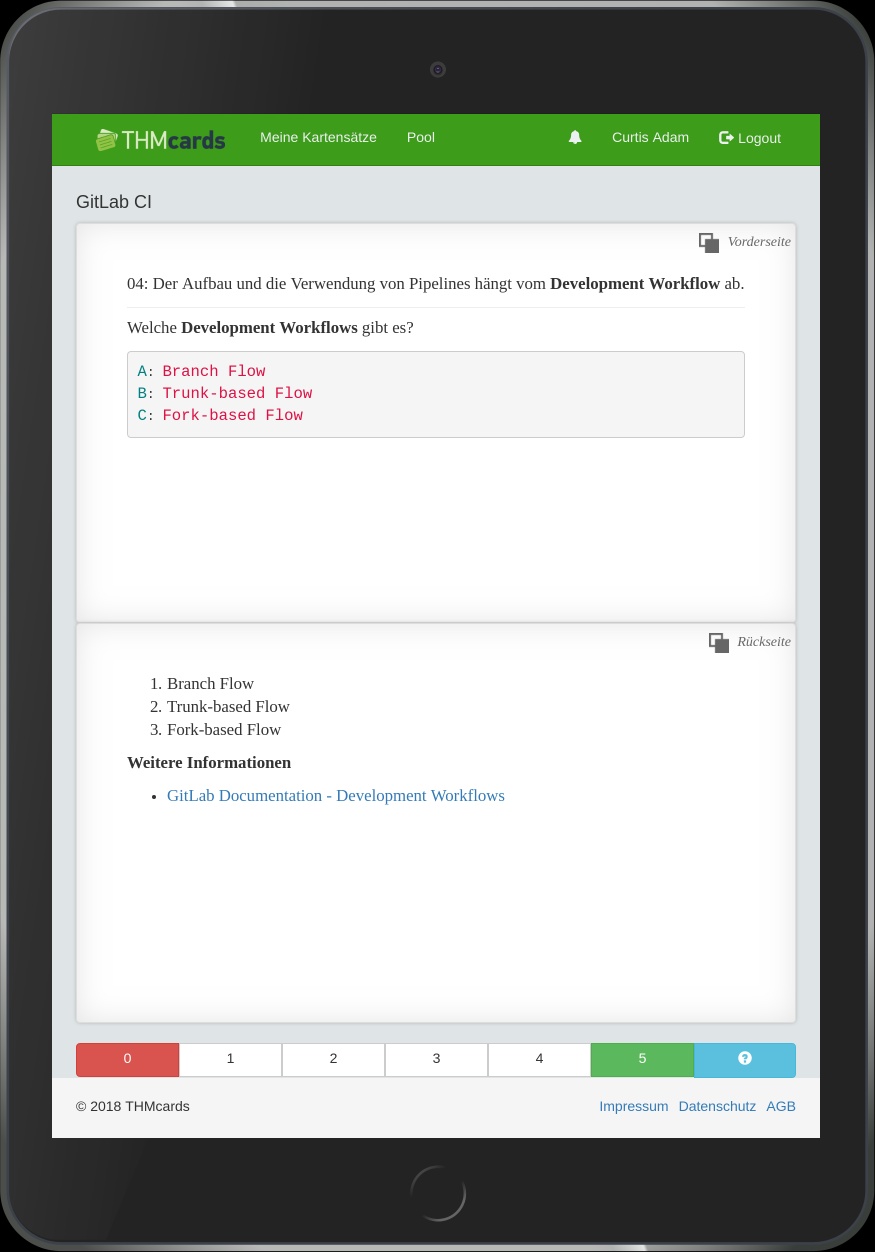 THMcards Meine Kartensätze Pool Curtis Adam Logout
GitLab CI
Vorderseite
04: Der Aufbau und die Verwendung von Pipelines hängt vom Development Workflow ab.
Welche Development Workflows gibt es?
A: Branch Flow
B: Trunk-based Flow
C: Fork-based Flow
Rückseite
1. Branch Flow
2. Trunk-based Flow
3. Fork-based Flow
Weitere Informationen
• GitLab Documentation - Development Workflows
0 1 2 3 4 5 ?
© 2018 THMcards Impressum Datenschutz AGB